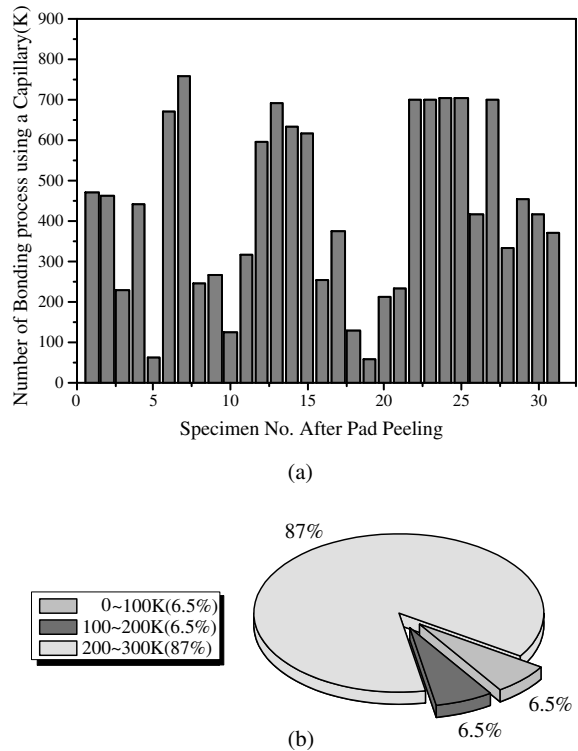 900
800
700
600
500
400
300
200
100
0
Number of Bonding process using a Capillary(K)
0 5 10 15 20 25 30
Specimen No. After Pad Peeling
(a)
87%
0~100K(6.5%)
100~200K(6.5%)
200~300K(87%)
6.5%
6.5%
(b)